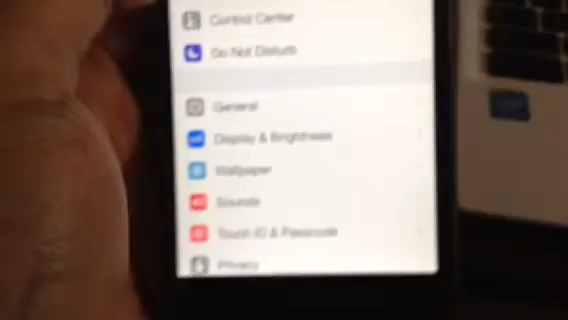 Control Center
Do Not Disturb
General
Display & Brightness
Wallpaper
Sounds
Touch ID & Passcode
Privacy